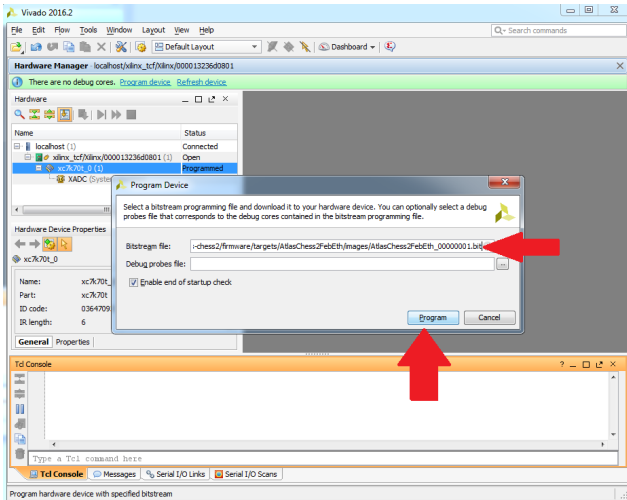 Vivado 2016.2
File Edit Flow Tools Window Layout View Help
Search commands
Default Layout
Dashboard
Hardware Manager - localhost/xilinx_tcf/Xilinx/000013236d0801
There are no debug cores. Program device Refresh device
Hardware
Name Status
localhost (1) Connected
xilinx_tcf/Xilinx/000013236d0801 (1) Open
xc7k70t_0 (1) Programmed
XADC (System
Program Device
Select a bitstream programming file and download it to your hardware device. You can optionally select a debug
probes file that corresponds to the debug cores contained in the bitstream programming file.
Bitstream file: i-chess2/firmware/targets/AtlasChess2FebEth/images/AtlasChess2FebEth_00000001.bit
Debug probes file:
Enable end of startup check
Program Cancel
Hardware Device Properties
xc7k70t_0
Name: xc7k70t_
Part: xc7k70t
ID code: 0364709
IR length: 6
General Properties
Tcl Console
Type a Tcl command here
Tcl Console Messages Serial I/O Links Serial I/O Scans
Program hardware device with specified bitstream